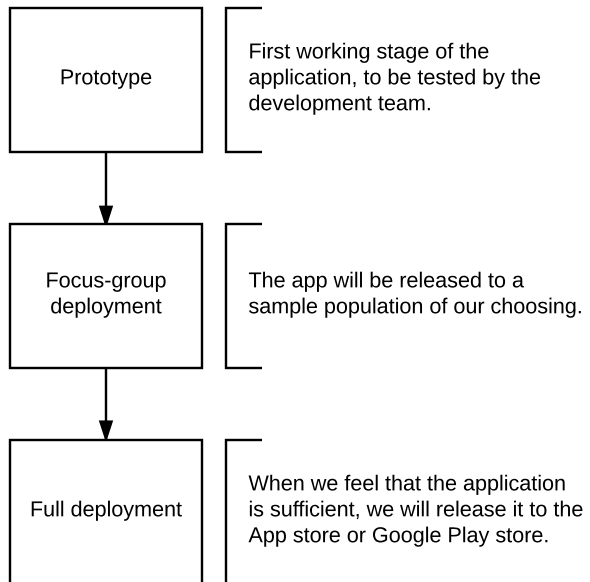 Prototype
First working stage of the
application, to be tested by the
development team.
Focus-group
deployment
The app will be released to a
sample population of our choosing.
Full deployment
When we feel that the application
is sufficient, we will release it to the
App store or Google Play store.